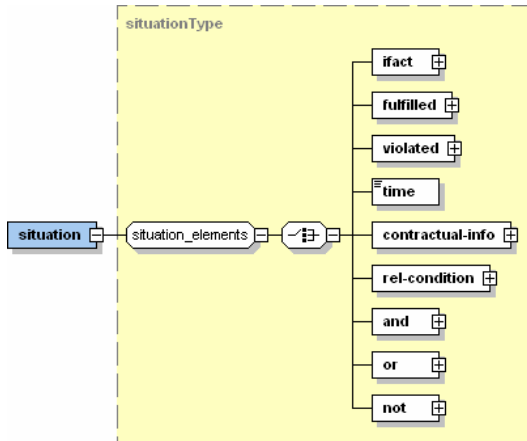 situationType
ifact
fulfilled
violated
time
situation
situation_elements
contractual-info
rel-condition
and
or
not